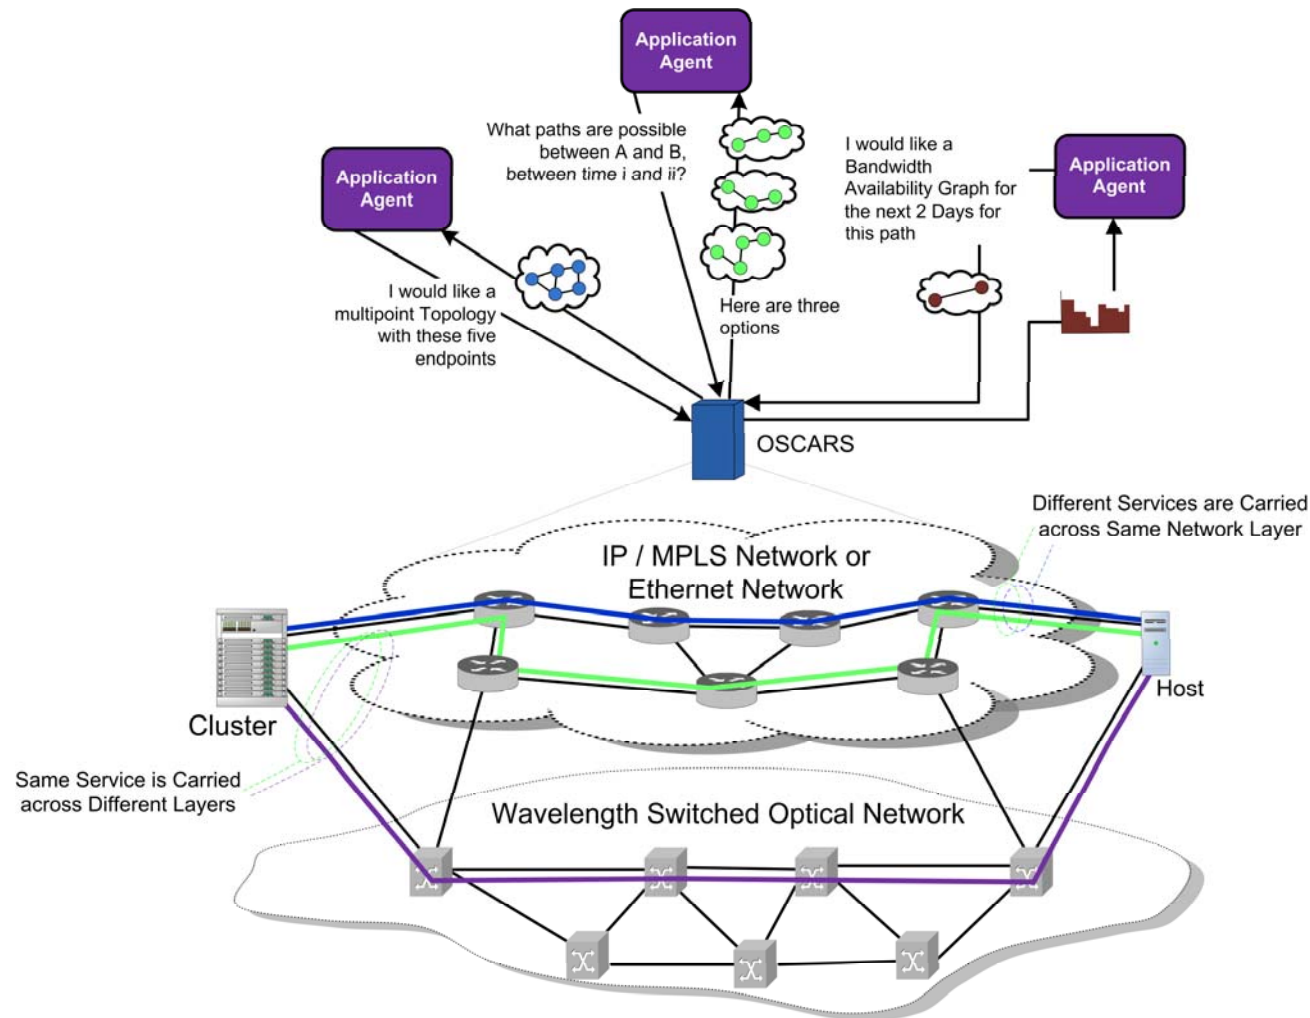 Application
Agent
What paths are possible
between A and B,
between time i and ii?
I would like a
Bandwidth
Availability Graph for
the next 2 Days for
this path
Application
Agent
Application
Agent
I would like a
multipoint Topology
with these five
endpoints
Here are three
options
OSCARS
Different Services are Carried
across Same Network Layer
IP / MPLS Network or
Ethernet Network
Cluster
Host
Same Service is Carried
across Different Layers
Wavelength Switched Optical Network